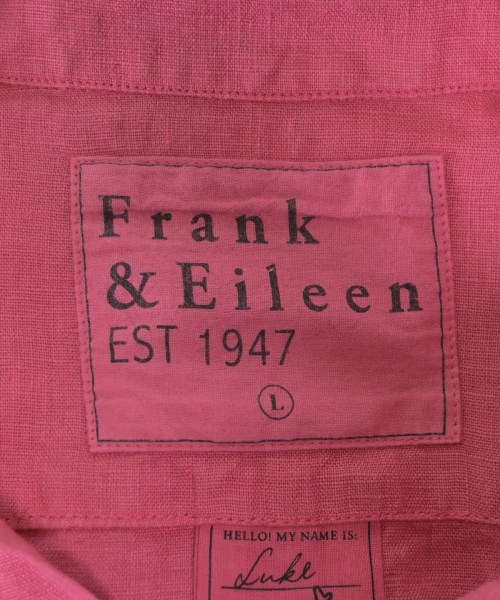 Frank
& Eileen
EST 1947
L
HELLO! MY NAME IS:
Luke